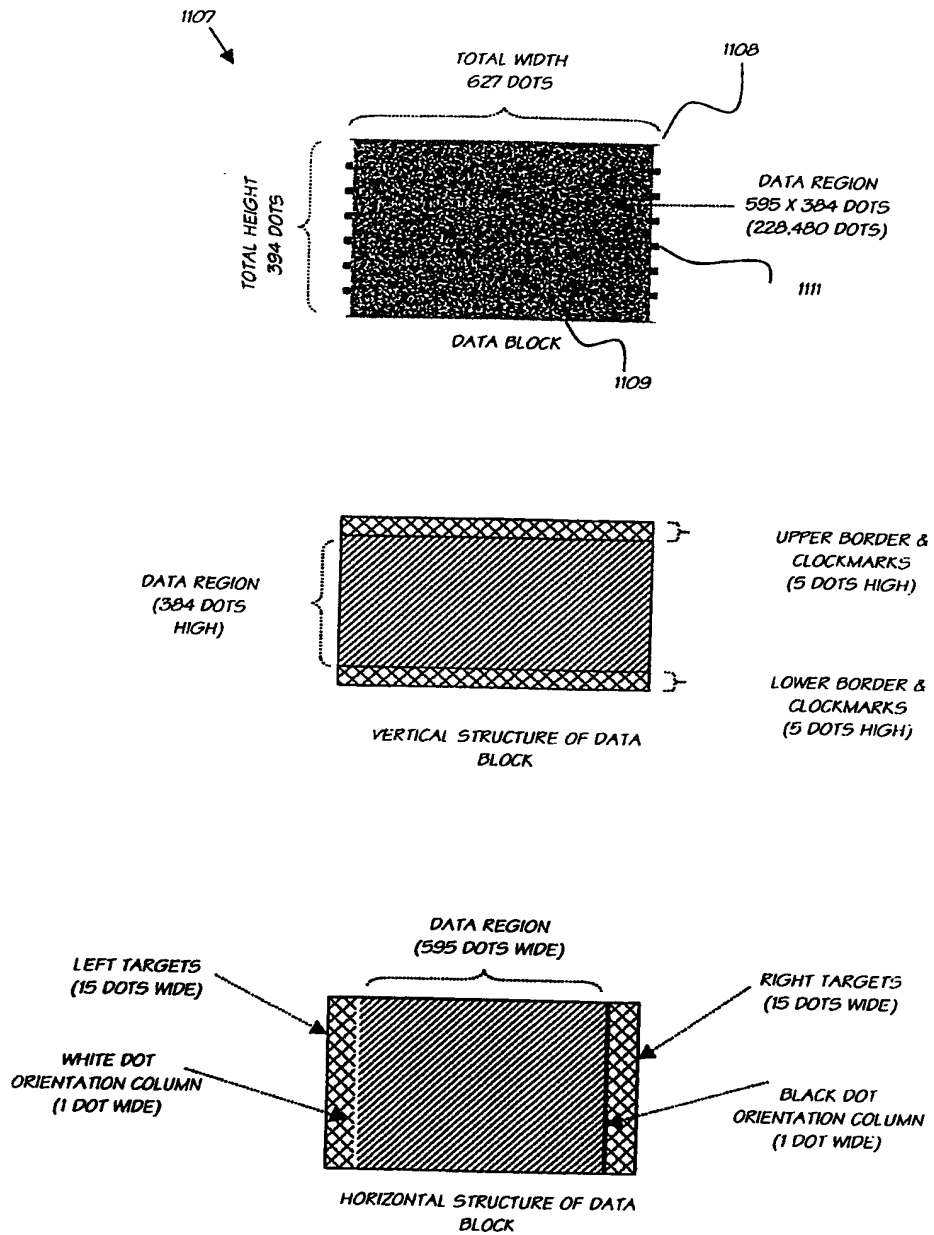 1107
TOTAL WIDTH
627 DOTS
1108
TOTAL HEIGHT
394 DOTS
DATA REGION
595 X 384 DOTS
(228,480 DOTS)
1111
DATA BLOCK
1109
DATA REGION
(384 DOTS
HIGH)
UPPER BORDER &
CLOCKMARKS
(5 DOTS HIGH)
LOWER BORDER &
CLOCKMARKS
(5 DOTS HIGH)
VERTICAL STRUCTURE OF DATA
BLOCK
DATA REGION
(595 DOTS WIDE)
LEFT TARGETS
(15 DOTS WIDE)
RIGHT TARGETS
(15 DOTS WIDE)
WHITE DOT
ORIENTATION COLUMN
(1 DOT WIDE)
BLACK DOT
ORIENTATION COLUMN
(1 DOT WIDE)
HORIZONTAL STRUCTURE OF DATA
BLOCK